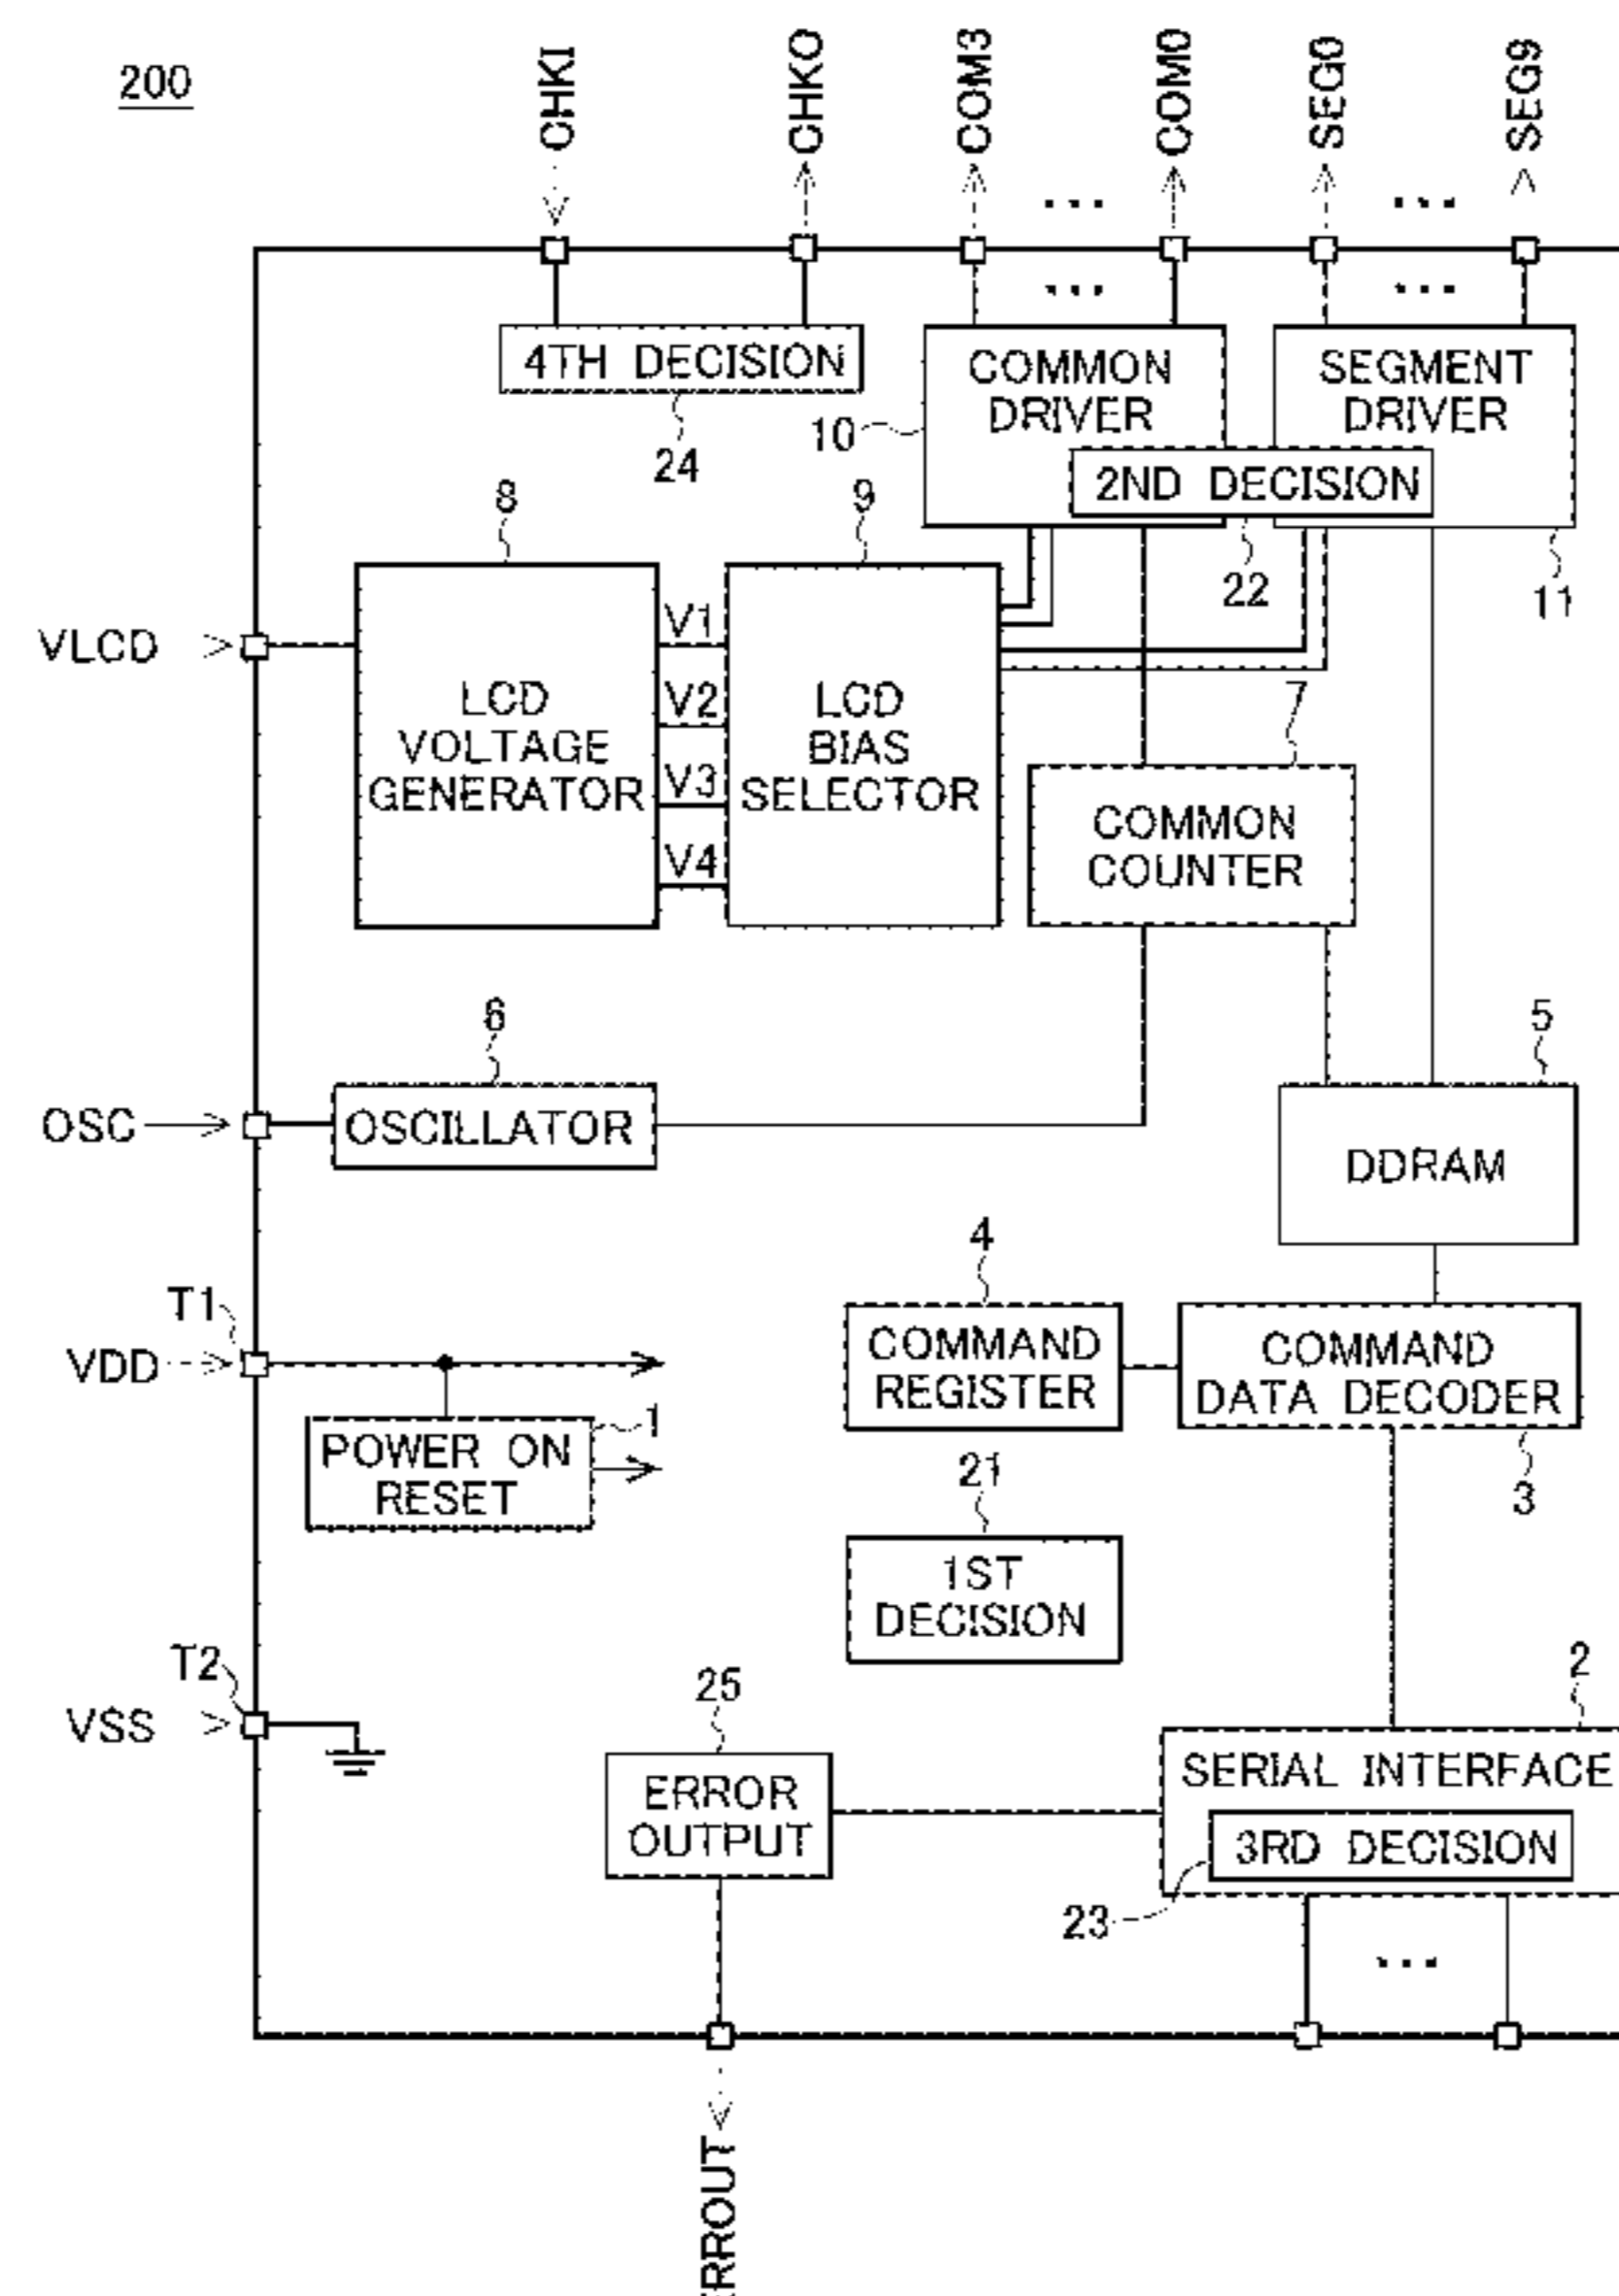 200
CHKI
CHKO
COM3
COM0
SEG0
SEG9
...
...
...
...
4TH DECISION
24
COMMON
DRIVER
10
SEGMENT
DRIVER
11
2ND DECISION
22
8
9
VLCD
LCD
VOLTAGE
GENERATOR
V1
V2
V3
V4
LCD
BIAS
SELECTOR
7
COMMON
COUNTER
6
OSC
OSCILLATOR
5
DDRAM
4
COMMAND
REGISTER
COMMAND
DATA DECODER
3
T1
VDD
POWER ON
RESET
1
21
1ST
DECISION
T2
VSS
25
ERROR
OUTPUT
2
SERIAL INTERFACE
3RD DECISION
23
...
RROUT